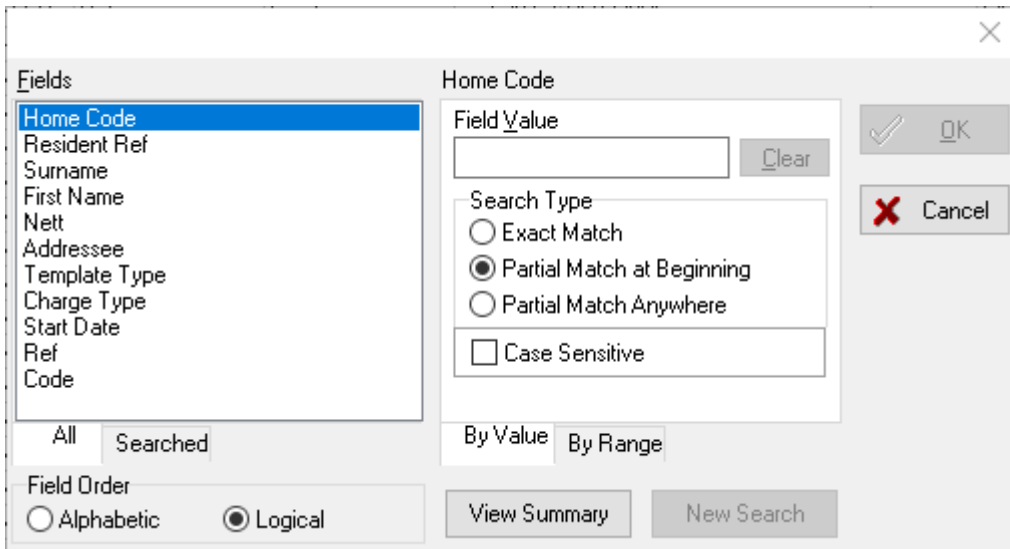 Fields
Home Code
Resident Ref
Surname
First Name
Nett
Addressee
Template Type
Charge Type
Start Date
Ref
Code
All
Searched
Field Order
Alphabetic
Logical
Home Code
Field Value
Clear
Search Type
Exact Match
Partial Match at Beginning
Partial Match Anywhere
Case Sensitive
By Value
By Range
View Summary
New Search
OK
Cancel